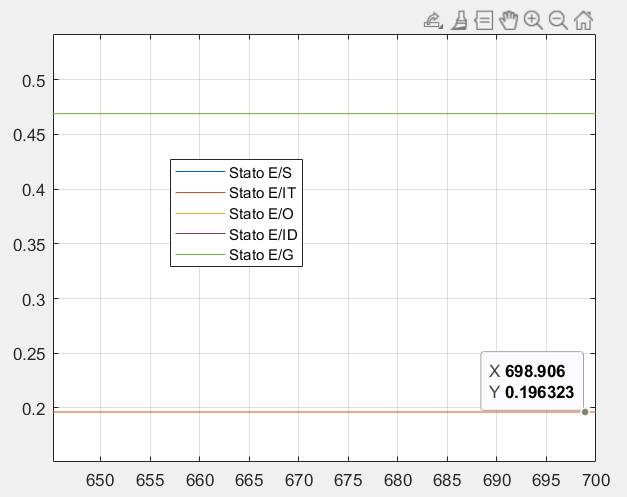 0.5
0.45
0.4
0.35
0.3
0.25
0.2
Stato E/S
Stato E/IT
Stato E/O
Stato E/ID
Stato E/G
X 698.906
Y 0.196323
650 655 660 665 670 675 680 685 690 695 700